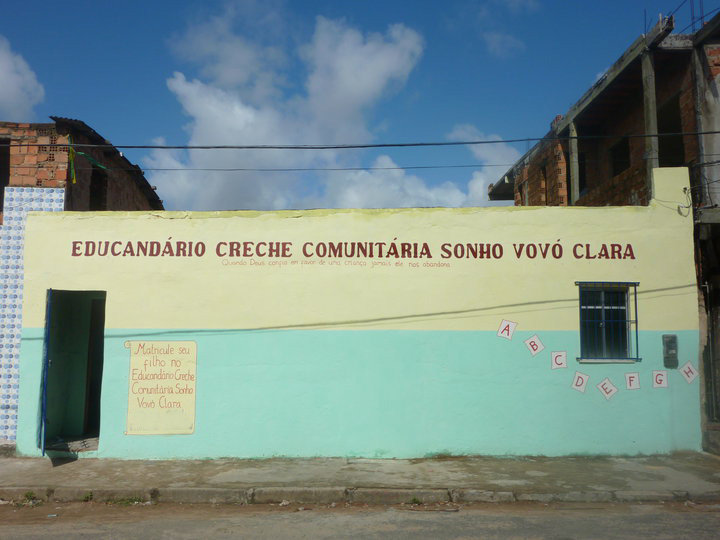 EDUCANDÁRIO CRECHE COMUNITÁRIA SONHO VOVÓ CLARA
Quando Deus confia em favor de uma criança jamais ele nos abandona
Matricule seu
filho no
Educandário Creche
Comunitária Sonho
Vovó Clara
A B C D E F G H